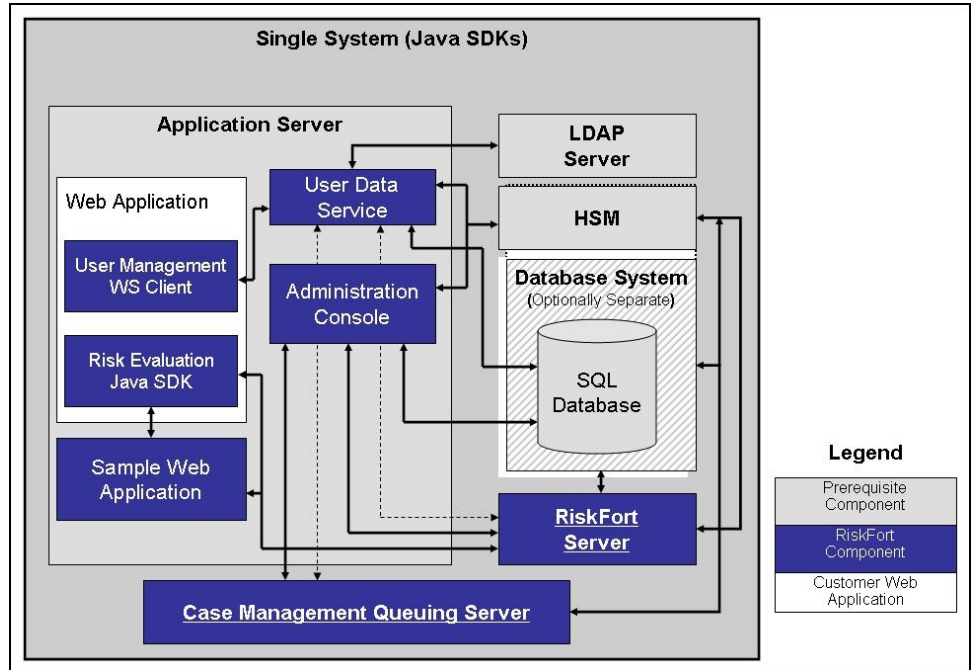 Single System (Java SDKs)
Application Server
LDAP
Server
User Data
Service
Web Application
HSM
User Management
WS Client
Administration
Console
Database System
(Optionally Separate)
Risk Evaluation
Java SDK
SQL
Database
Sample Web
Application
RiskFort
Server
Case Management Queuing Server
Legend
Prerequisite
Component
RiskFort
Component
Customer Web
Application